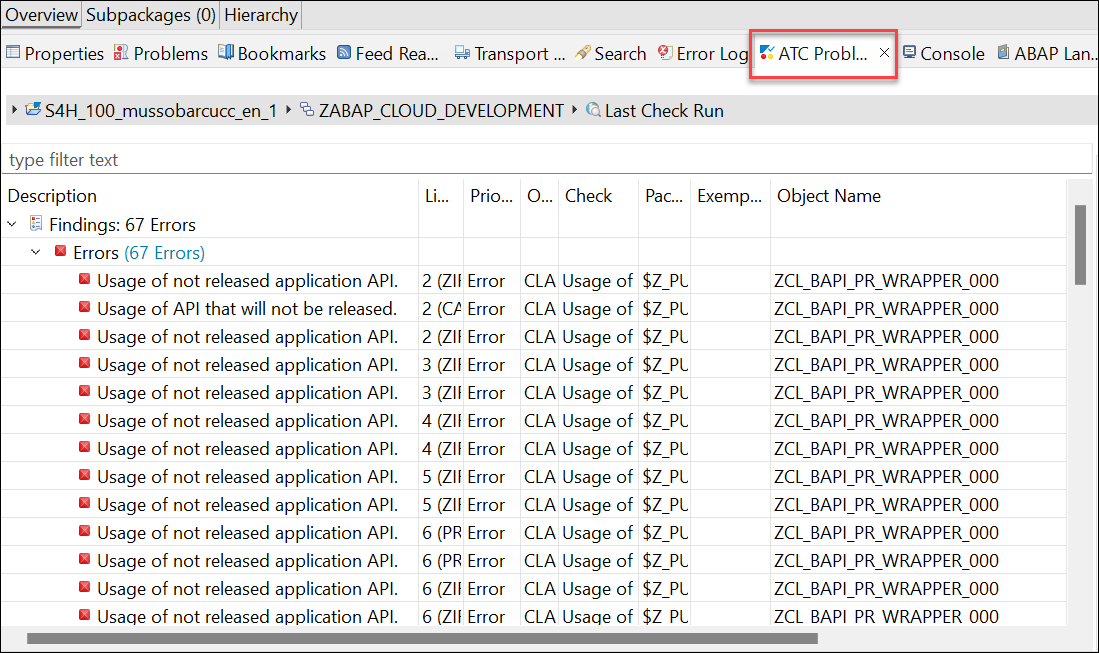 Overview Subpackages (0) Hierarchy
Properties Problems Bookmarks Feed Rea... Transport ... Search Error Log ATC Probl... Console ABAP Lan...
S4H_100_mussobarcucc_en_1 ZABAP_CLOUD_DEVELOPMENT Last Check Run
type filter text
Description Li... Prio... O... Check Pac... Exemp... Object Name
Findings: 67 Errors
Errors (67 Errors)
Usage of not released application API. 2 (ZIF Error CLA Usage of $Z_PU ZCL_BAPI_PR_WRAPPER_000
Usage of API that will not be released. 2 (CA Error CLA Usage of $Z_PU ZCL_BAPI_PR_WRAPPER_000
Usage of not released application API. 2 (ZIF Error CLA Usage of $Z_PU ZCL_BAPI_PR_WRAPPER_000
Usage of not released application API. 3 (ZIF Error CLA Usage of $Z_PU ZCL_BAPI_PR_WRAPPER_000
Usage of not released application API. 3 (ZIF Error CLA Usage of $Z_PU ZCL_BAPI_PR_WRAPPER_000
Usage of not released application API. 4 (ZIF Error CLA Usage of $Z_PU ZCL_BAPI_PR_WRAPPER_000
Usage of not released application API. 4 (ZIF Error CLA Usage of $Z_PU ZCL_BAPI_PR_WRAPPER_000
Usage of not released application API. 5 (ZIF Error CLA Usage of $Z_PU ZCL_BAPI_PR_WRAPPER_000
Usage of not released application API. 5 (ZIF Error CLA Usage of $Z_PU ZCL_BAPI_PR_WRAPPER_000
Usage of not released application API. 6 (PR Error CLA Usage of $Z_PU ZCL_BAPI_PR_WRAPPER_000
Usage of not released application API. 6 (PR Error CLA Usage of $Z_PU ZCL_BAPI_PR_WRAPPER_000
Usage of not released application API. 6 (ZIF Error CLA Usage of $Z_PU ZCL_BAPI_PR_WRAPPER_000
Usage of not released application API. 6 (ZIF Error CLA Usage of $Z_PU ZCL_BAPI_PR_WRAPPER_000